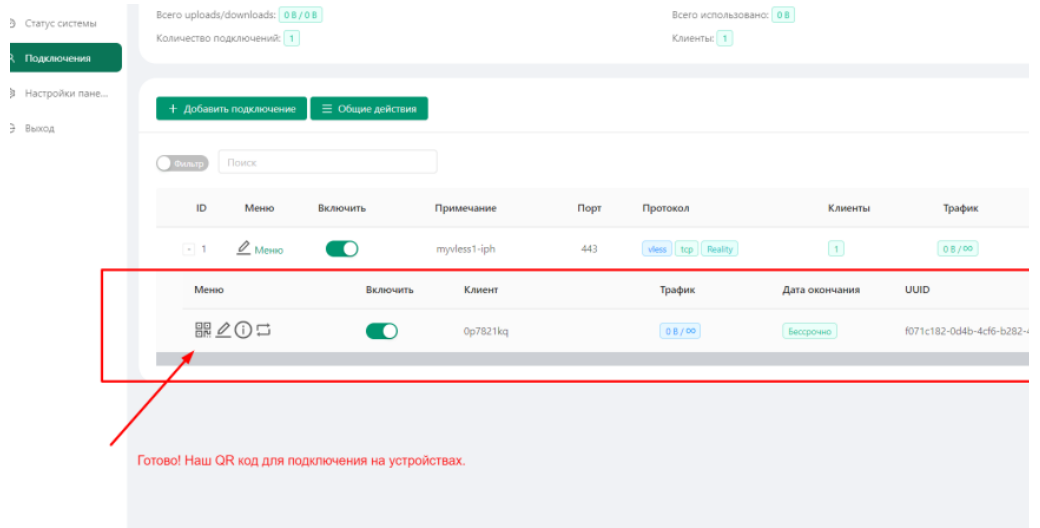 Всего uploads/downloads: 0 B / 0 B
Всего использовано: 0 B
Статус системы
Количество подключений: 1
Клиенты: 1
Подключения
Настройки пане...
+ Добавить подключение
Общие действия
Выход
Фильтр
Поиск
ID Меню Включить Примечание Порт Протокол Клиенты Трафик
1 Меню myvless1-iph 443 vless tcp Reality 1 0 B / ∞
Меню Включить Клиент Трафик Дата окончания UUID
0p7821kq 0 B / ∞ Бессрочно f071c182-0d4b-4cf6-b282-
Готово! Наш QR код для подключения на устройствах.